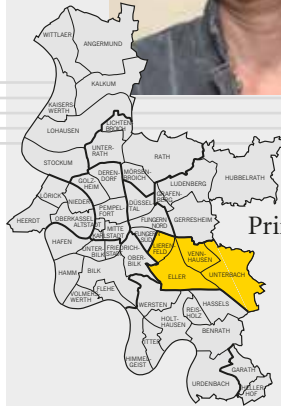 WITTLAER
ANGERMUND
KALKUM
KAISERS
WERTH
LOHAUSEN
LICHTEN
BROICH
STOCKUM
UNTER-
RATH
RATH
HUBBELRATH
DEREN-
DORF
MÖRSEN-
BROICH
GOLZ-
HEIM
LUDENBERG
LÖRICK
NIEDER
PEMPEL-
FORT
DÜSSEL-
TAL
GRAFEN-
BERG
GERRESHEIM
HEERDT
OBERKASSEL
ALTSTADT
MITTE
KARLSTADT
FLINGERN
NORD
Pri
HAFEN
UNTER-
BILK
FRIEDRICH-
STADT
FLINGERN
SÜD
LIEREN-
FELD
VENN-
HAUSEN
HAMM
BILK
OBER-
BILK
ELLER
UNTERBACH
VOLMERS
WERTH
FLEHE
WERSTEN
HASSELS
HOLT-
HAUSEN
REIS-
HOLZ
BENRATH
ITTER
HIMMEL-
GEIST
URDENBACH
GARATH
HELLER-
HOF